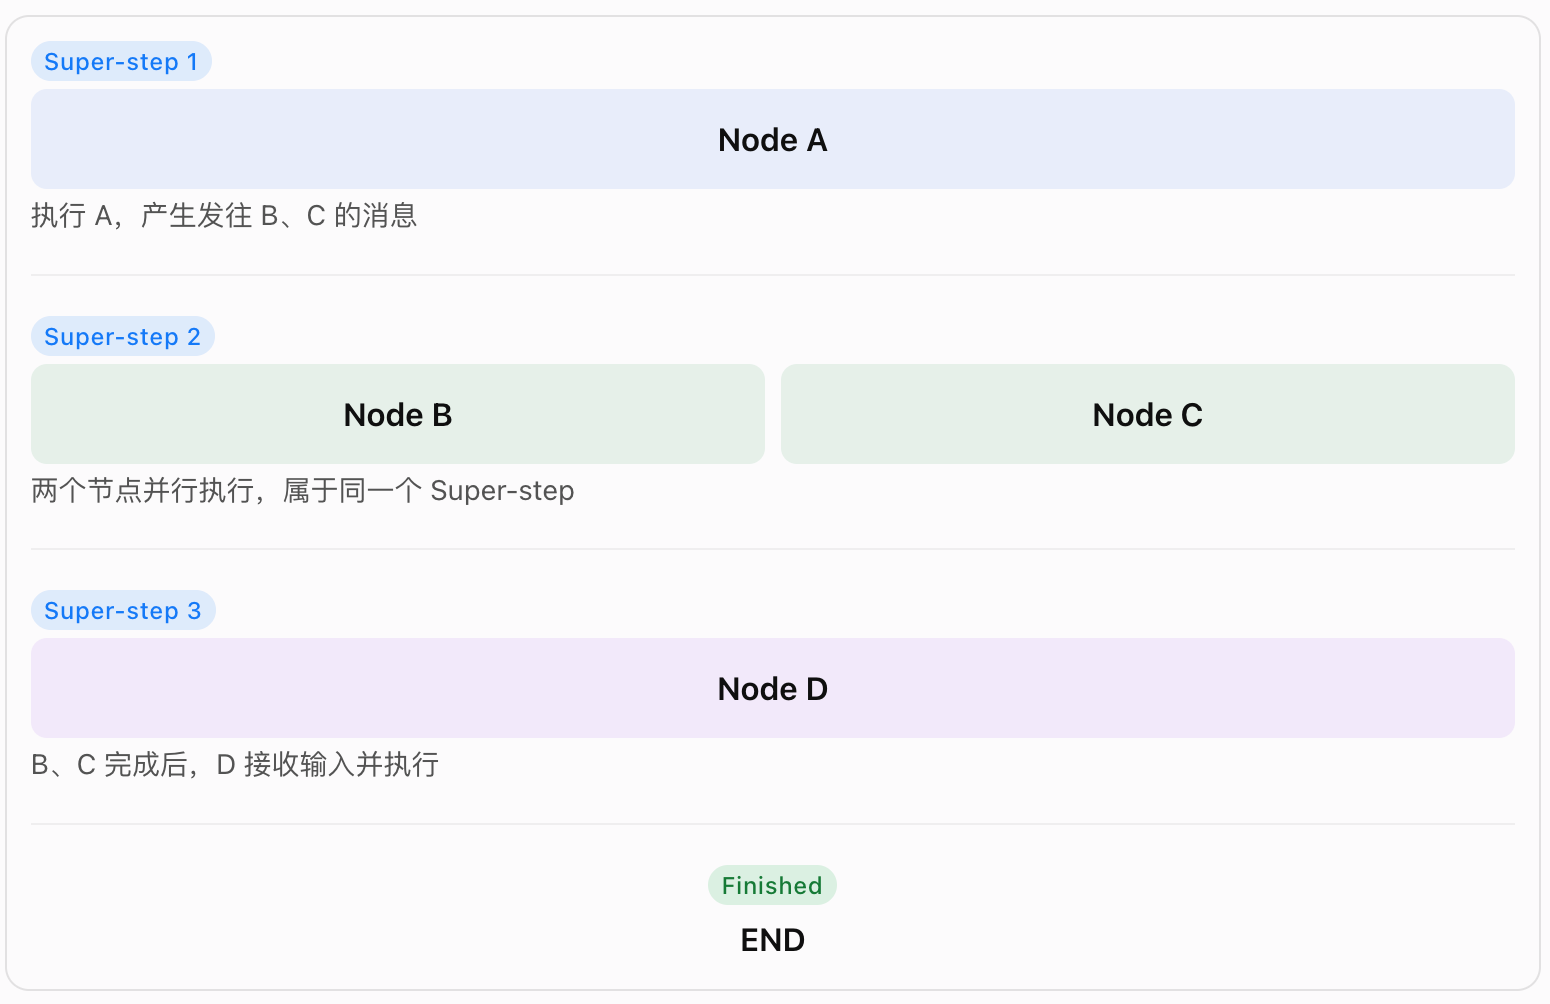 Super-step 1
Node A
执行 A，产生发往 B、C 的消息
Super-step 2
Node B
Node C
两个节点并行执行，属于同一个 Super-step
Super-step 3
Node D
B、C 完成后，D 接收输入并执行
Finished
END